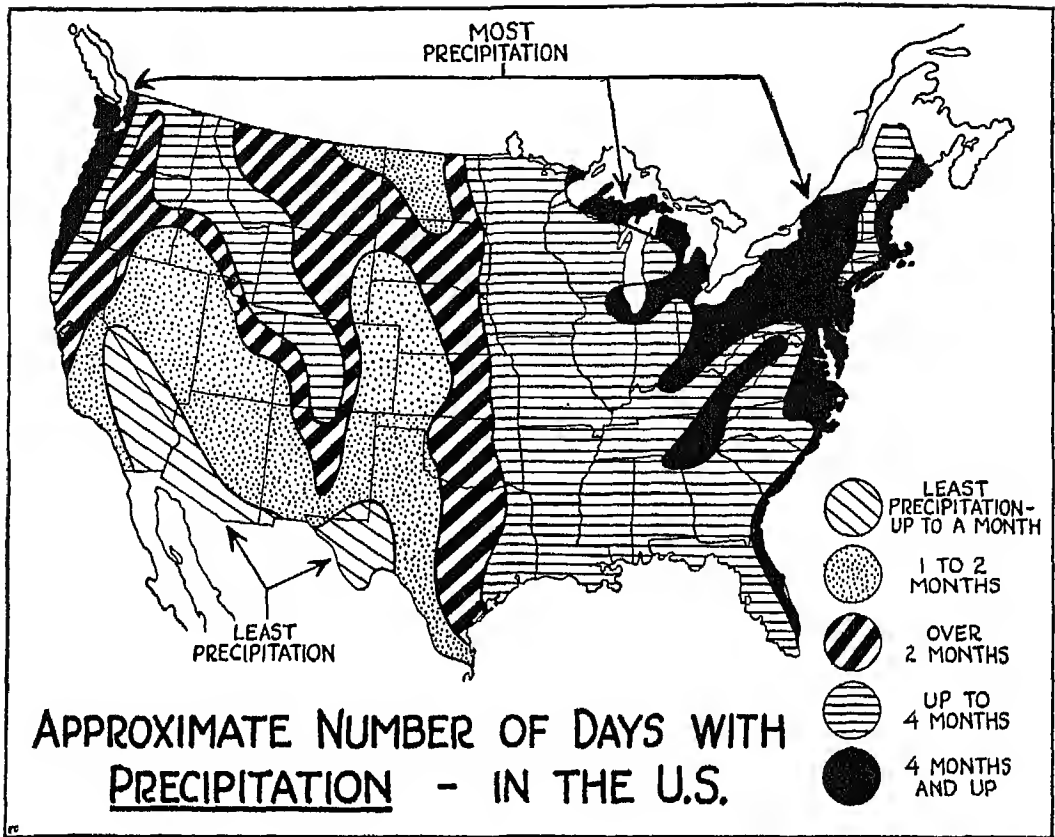 MOST
PRECIPITATION
LEAST
PRECIPITATION-
UP TO A MONTH
1 TO 2
MONTHS
OVER
2 MONTHS
UP TO
4 MONTHS
4 MONTHS
AND UP
LEAST
PRECIPITATION
APPROXIMATE NUMBER OF DAYS WITH
PRECIPITATION - IN THE U.S.